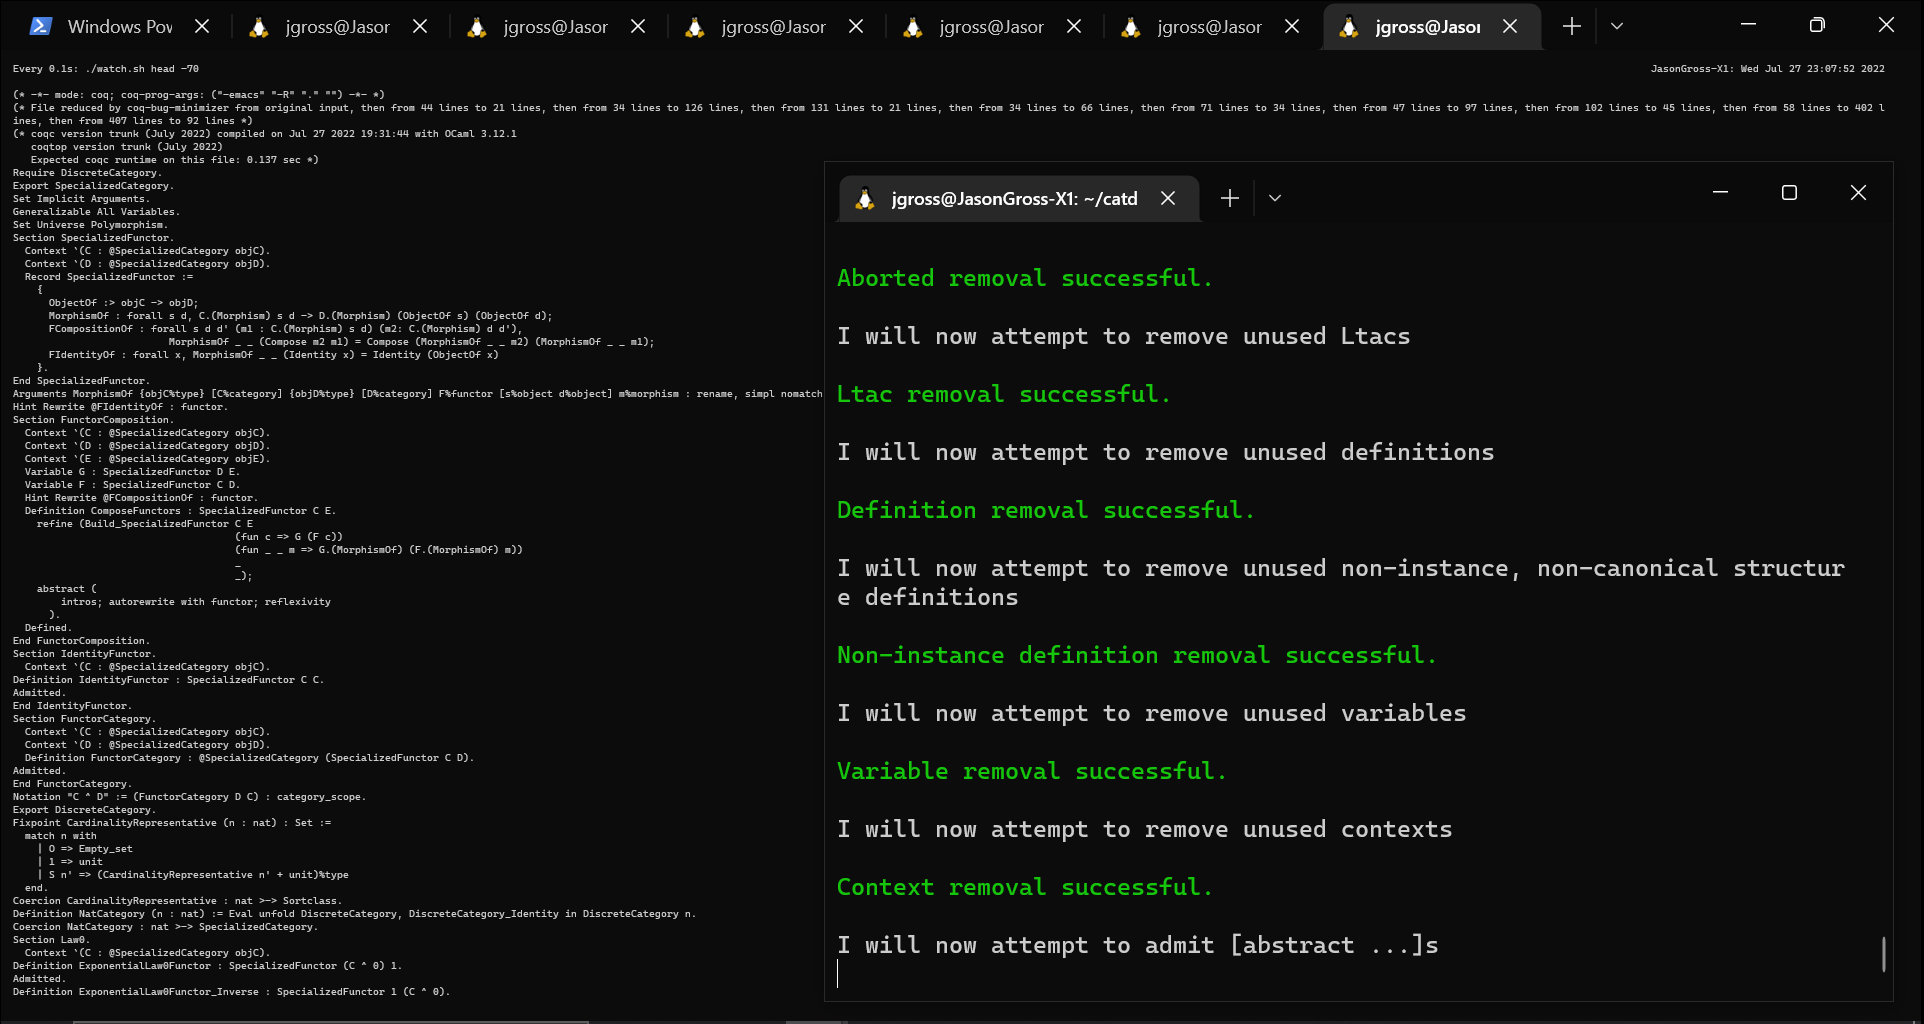 Windows Pow
jgross@Jasor
jgross@Jasor
jgross@Jasor
jgross@Jasor
jgross@Jasor
jgross@Jasor
Every 0.1s: ./watch.sh head -70
JasonGross-X1: Wed Jul 27 23:07:52 2022
(* -*- mode: coq; coq-prog-args: ("-emacs" "-R" "." "") -*- *)
(* File reduced by coq-bug-minimizer from original input, then from 44 lines to 21 lines, then from 34 lines to 126 lines, then from 131 lines to 21 lines, then from 34 lines to 66 lines, then from 71 lines to 34 lines, then from 47 lines to 97 lines, then from 102 lines to 45 lines, then from 58 lines to 402 l
ines, then from 407 lines to 92 lines *)
(* coqc version trunk (July 2022) compiled on Jul 27 2022 19:31:44 with OCaml 3.12.1
   coqtop version trunk (July 2022)
   Expected coqc runtime on this file: 0.137 sec *)
Require DiscreteCategory.
Export SpecializedCategory.
Set Implicit Arguments.
Generalizable All Variables.
Set Universe Polymorphism.
Section SpecializedFunctor.
  Context `(C : @SpecializedCategory objC).
  Context `(D : @SpecializedCategory objD).
  Record SpecializedFunctor :=
    {
      ObjectOf :> objC -> objD;
      MorphismOf : forall s d, C.(Morphism) s d -> D.(Morphism) (ObjectOf s) (ObjectOf d);
      FCompositionOf : forall s d d' (m1 : C.(Morphism) s d) (m2: C.(Morphism) d d'),
                          MorphismOf _ _ (Compose m2 m1) = Compose (MorphismOf _ _ m2) (MorphismOf _ _ m1);
      FIdentityOf : forall x, MorphismOf _ _ (Identity x) = Identity (ObjectOf x)
    }.
End SpecializedFunctor.
Arguments MorphismOf {objC%type} [C%category] {objD%type} [D%category] F%functor [s%object d%object] m%morphism : rename, simpl nomatch
Hint Rewrite @FIdentityOf : functor.
Section FunctorComposition.
  Context `(C : @SpecializedCategory objC).
  Context `(D : @SpecializedCategory objD).
  Context `(E : @SpecializedCategory objE).
  Variable G : SpecializedFunctor D E.
  Variable F : SpecializedFunctor C D.
  Hint Rewrite @FCompositionOf : functor.
  Definition ComposeFunctors : SpecializedFunctor C E.
    refine (Build_SpecializedFunctor C E
                                     (fun c => G (F c))
                                     (fun _ _ m => G.(MorphismOf) (F.(MorphismOf) m))
                                     _
                                     _);
    abstract (
        intros; autorewrite with functor; reflexivity
      ).
  Defined.
End FunctorComposition.
Section IdentityFunctor.
  Context `(C : @SpecializedCategory objC).
Definition IdentityFunctor : SpecializedFunctor C C.
Admitted.
End IdentityFunctor.
Section FunctorCategory.
  Context `(C : @SpecializedCategory objC).
  Context `(D : @SpecializedCategory objD).
  Definition FunctorCategory : @SpecializedCategory (SpecializedFunctor C D).
Admitted.
End FunctorCategory.
Notation "C ^ D" := (FunctorCategory D C) : category_scope.
Export DiscreteCategory.
Fixpoint CardinalityRepresentative (n : nat) : Set :=
  match n with
    | O => Empty_set
    | 1 => unit
    | S n' => (CardinalityRepresentative n' + unit)%type
  end.
Coercion CardinalityRepresentative : nat >-> Sortclass.
Definition NatCategory (n : nat) := Eval unfold DiscreteCategory, DiscreteCategory_Identity in DiscreteCategory n.
Coercion NatCategory : nat >-> SpecializedCategory.
Section Law0.
  Context `(C : @SpecializedCategory objC).
Definition ExponentialLaw0Functor : SpecializedFunctor (C ^ 0) 1.
Admitted.
Definition ExponentialLaw0Functor_Inverse : SpecializedFunctor 1 (C ^ 0).
jgross@JasonGross-X1: ~/catd
Aborted removal successful.
I will now attempt to remove unused Ltacs
Ltac removal successful.
I will now attempt to remove unused definitions
Definition removal successful.
I will now attempt to remove unused non-instance, non-canonical structur
e definitions
Non-instance definition removal successful.
I will now attempt to remove unused variables
Variable removal successful.
I will now attempt to remove unused contexts
Context removal successful.
I will now attempt to admit [abstract ...]s